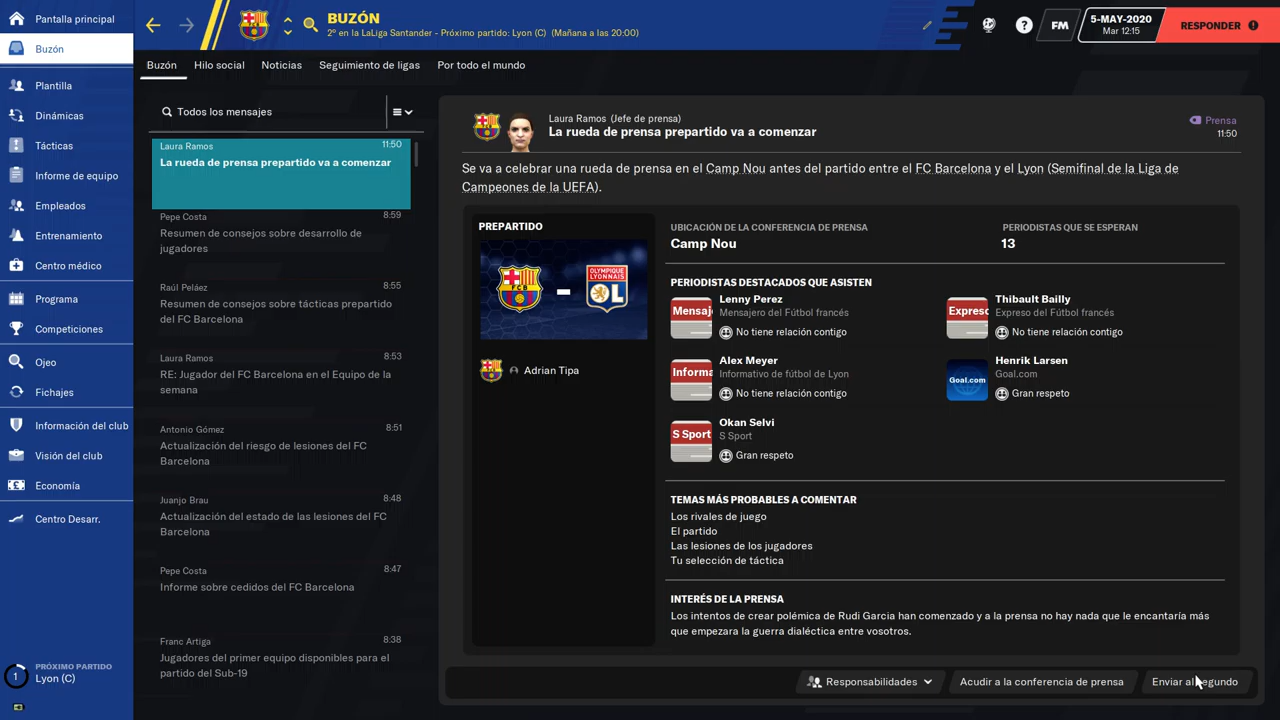 Pantalla principal
Buzón
Plantilla
Dinámicas
Tácticas
Informe de equipo
Empleados
Entrenamiento
Centro médico
Programa
Competiciones
Ojeo
Fichajes
Información del club
Visión del club
Economía
Centro Desarr.
1
PRÓXIMO PARTIDO
Lyon (C)
BUZÓN
2º en la LaLiga Santander - Próximo partido: Lyon (C) (Mañana a las 20:00)
FM
5-MAY-2020
Mar 12:15
RESPONDER
Buzón
Hilo social
Noticias
Seguimiento de ligas
Por todo el mundo
Todos los mensajes
Laura Ramos 11:50
La rueda de prensa prepartido va a comenzar
Pepe Costa 8:59
Resumen de consejos sobre desarrollo de
jugadores
Raúl Peláez 8:55
Resumen de consejos sobre tácticas prepartido
del FC Barcelona
Laura Ramos 8:53
RE: Jugador del FC Barcelona en el Equipo de la
semana
Antonio Gómez 8:51
Actualización del riesgo de lesiones del FC
Barcelona
Juanjo Brau 8:48
Actualización del estado de las lesiones del FC
Barcelona
Pepe Costa 8:47
Informe sobre cedidos del FC Barcelona
Franc Artiga 8:38
Jugadores del primer equipo disponibles para el
partido del Sub-19
Laura Ramos (Jefe de prensa)
La rueda de prensa prepartido va a comenzar
Prensa
11:50
Se va a celebrar una rueda de prensa en el Camp Nou antes del partido entre el FC Barcelona y el Lyon (Semifinal de la Liga de
Campeones de la UEFA).
PREPARTIDO
OLYMPIQUE
LYONNAIS
OL
Adrian Tipa
UBICACIÓN DE LA CONFERENCIA DE PRENSA
Camp Nou
PERIODISTAS QUE SE ESPERAN
13
PERIODISTAS DESTACADOS QUE ASISTEN
Mensaj
Lenny Perez
Mensajero del Fútbol francés
No tiene relación contigo
Expreso
Thibault Bailly
Expreso del Fútbol francés
No tiene relación contigo
Informa
Alex Meyer
Informativo de fútbol de Lyon
No tiene relación contigo
Goal.com
Henrik Larsen
Goal.com
Gran respeto
S Sport
Okan Selvi
S Sport
Gran respeto
TEMAS MÁS PROBABLES A COMENTAR
Los rivales de juego
El partido
Las lesiones de los jugadores
Tu selección de táctica
INTERÉS DE LA PRENSA
Los intentos de crear polémica de Rudi Garcia han comenzado y a la prensa no hay nada que le encantaría más
que empezara la guerra dialéctica entre vosotros.
Responsabilidades
Acudir a la conferencia de prensa
Enviar al segundo